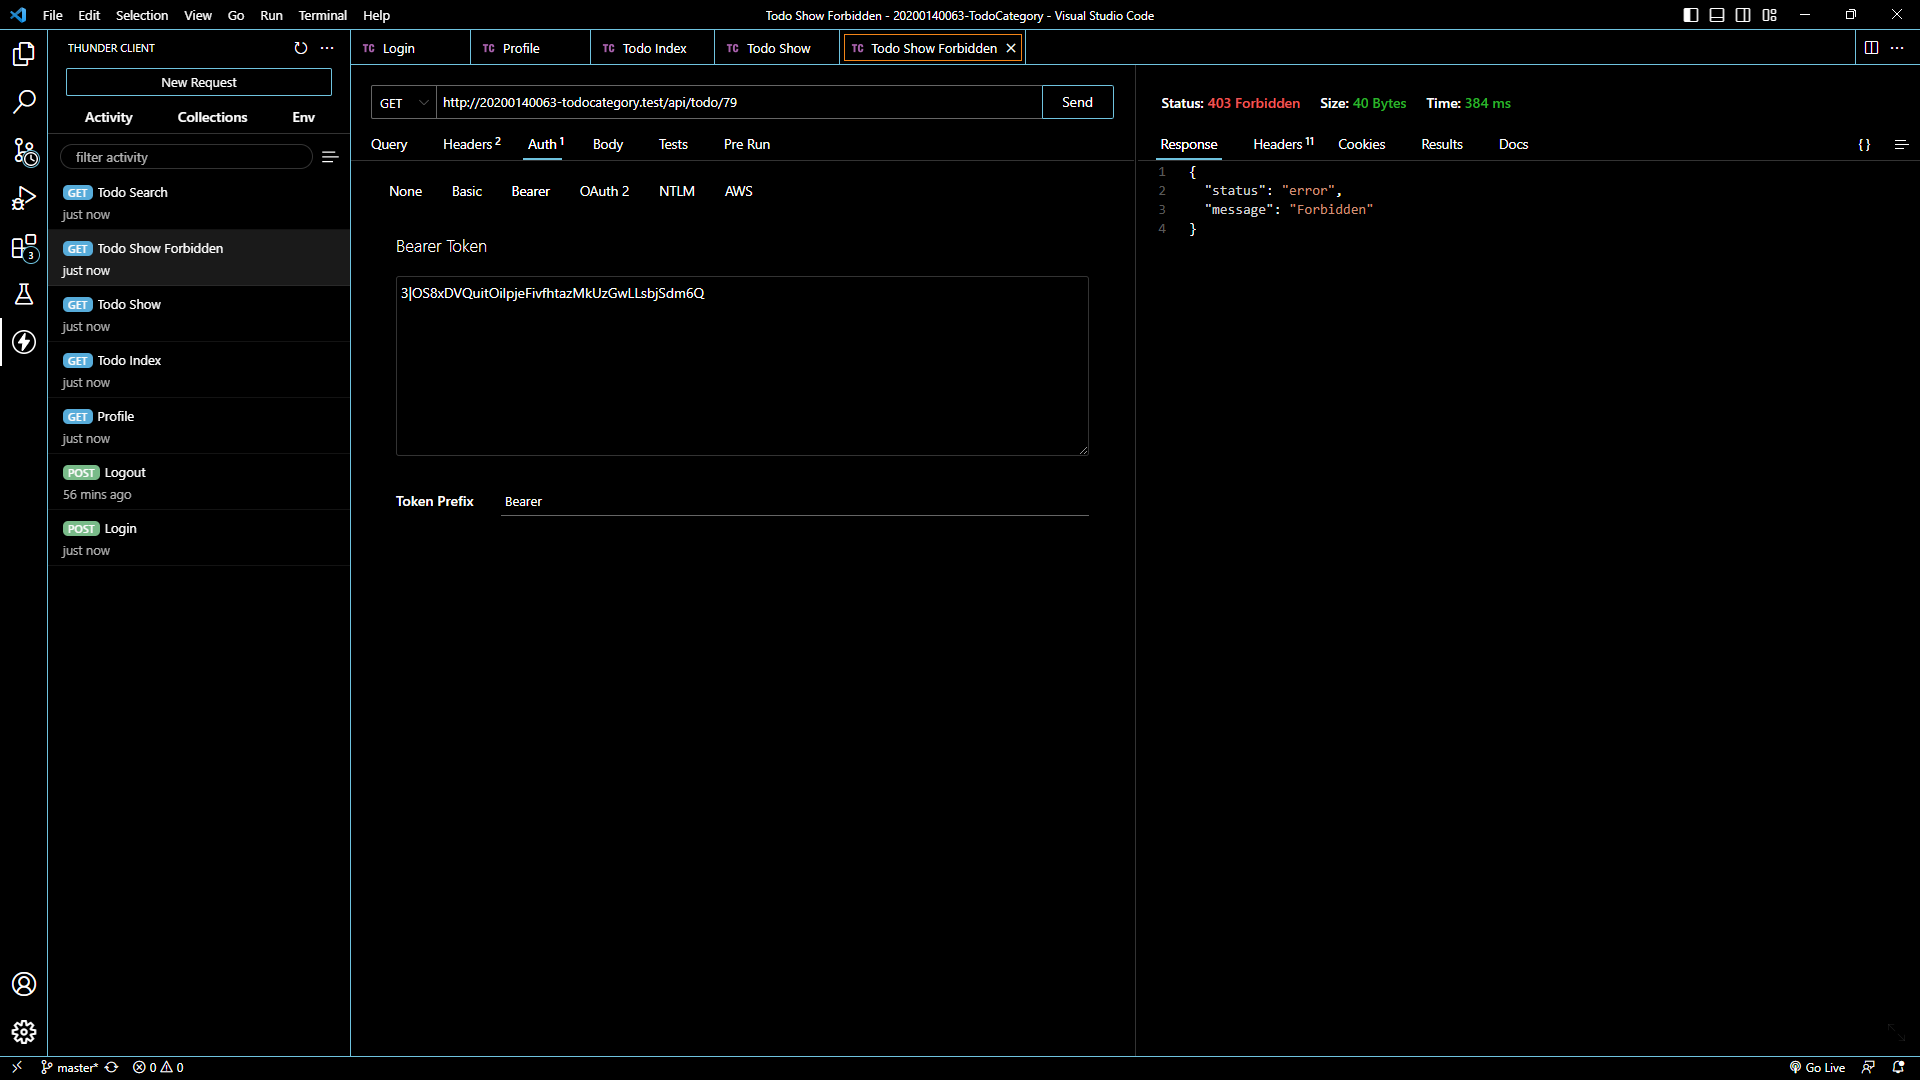 File Edit Selection View Go Run Terminal Help
Todo Show Forbidden - 20200140063-TodoCategory - Visual Studio Code
THUNDER CLIENT
New Request
Activity Collections Env
filter activity
GET Todo Search
just now
GET Todo Show Forbidden
just now
GET Todo Show
just now
GET Todo Index
just now
GET Profile
just now
POST Logout
56 mins ago
POST Login
just now
3
TC Login TC Profile TC Todo Index TC Todo Show TC Todo Show Forbidden
GET http://20200140063-todocategory.test/api/todo/79 Send
Query Headers 2 Auth 1 Body Tests Pre Run
None Basic Bearer OAuth 2 NTLM AWS
Bearer Token
3|OS8xDVQuitOilpjeFivfhtazMkUzGwLLsbjSdm6Q
Token Prefix Bearer
Status: 403 Forbidden Size: 40 Bytes Time: 384 ms
Response Headers 11 Cookies Results Docs {}
1 {
2 "status": "error",
3 "message": "Forbidden"
4 }
master* 0 0 Go Live